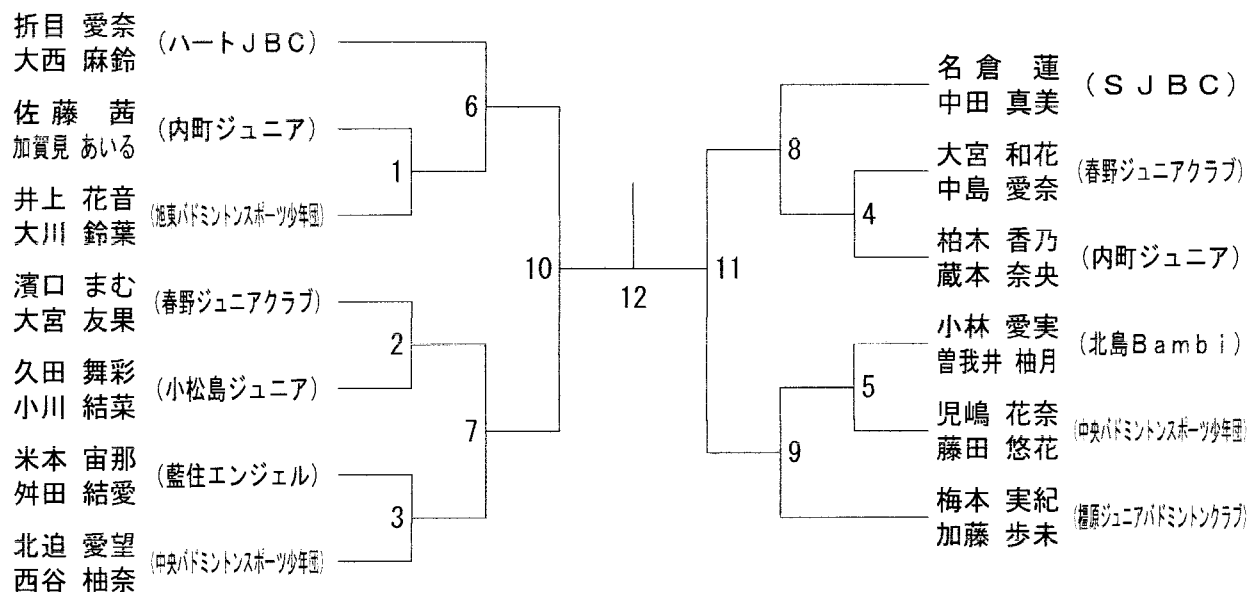 折目 愛奈
大西 麻鈴
(ハートJBC)
佐藤 茜
加賀見 あいる
(内町ジュニア)
井上 花音
大川 鈴葉
(旭東バドミントンスポーツ少年団)
濱口 まむ
大宮 友果
(春野ジュニアクラブ)
久田 舞彩
小川 結菜
(小松島ジュニア)
米本 宙那
舛田 結愛
(藍住エンジェル)
北迫 愛望
西谷 柚奈
(中央バドミントンスポーツ少年団)
6
1
2
7
3
10
12
11
8
4
5
9
名倉 蓮
中田 真美
(SJBC)
大宮 和花
中島 愛奈
(春野ジュニアクラブ)
柏木 香乃
蔵本 奈央
(内町ジュニア)
小林 愛実
曽我井 柚月
(北島Bambi)
児嶋 花奈
藤田 悠花
(中央バドミントンスポーツ少年団)
梅本 実紀
加藤 歩未
(橿原ジュニアバドミントンクラブ)